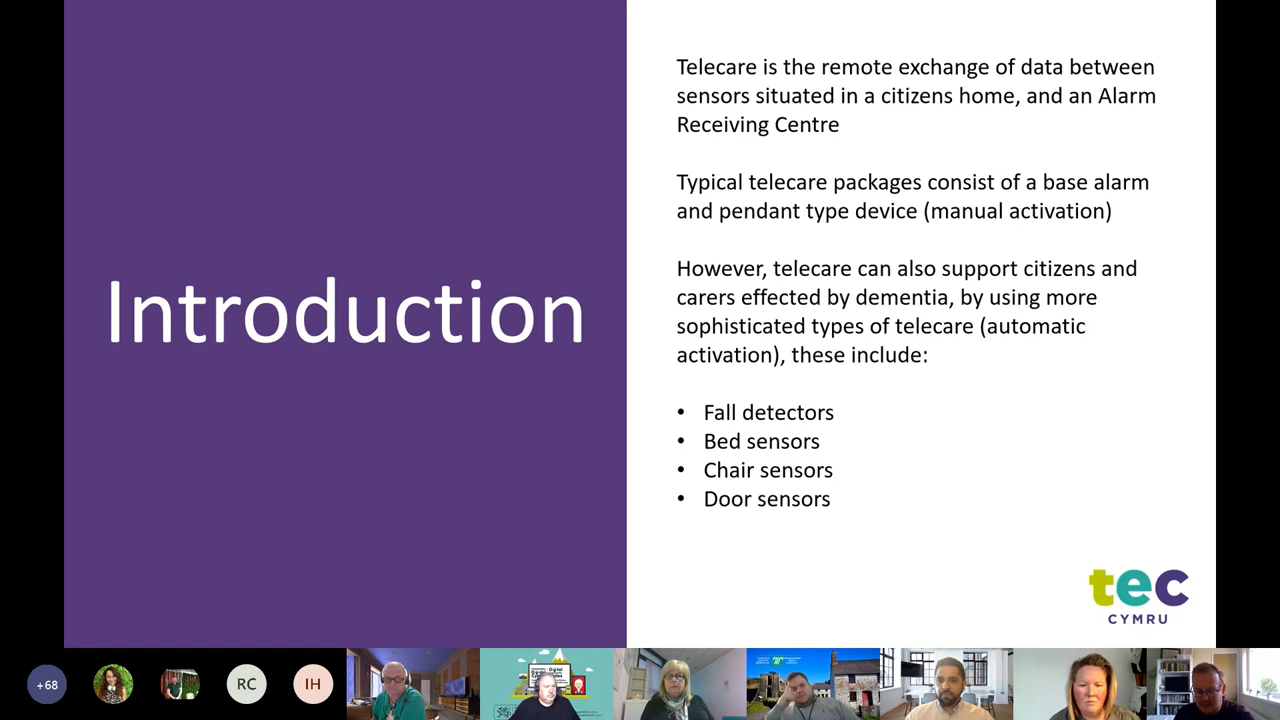 Introduction
Telecare is the remote exchange of data between
sensors situated in a citizens home, and an Alarm
Receiving Centre
Typical telecare packages consist of a base alarm
and pendant type device (manual activation)
However, telecare can also support citizens and
carers effected by dementia, by using more
sophisticated types of telecare (automatic
activation), these include:
• Fall detectors
• Bed sensors
• Chair sensors
• Door sensors
tec
CYMRU
+68
RC
IH
Digital